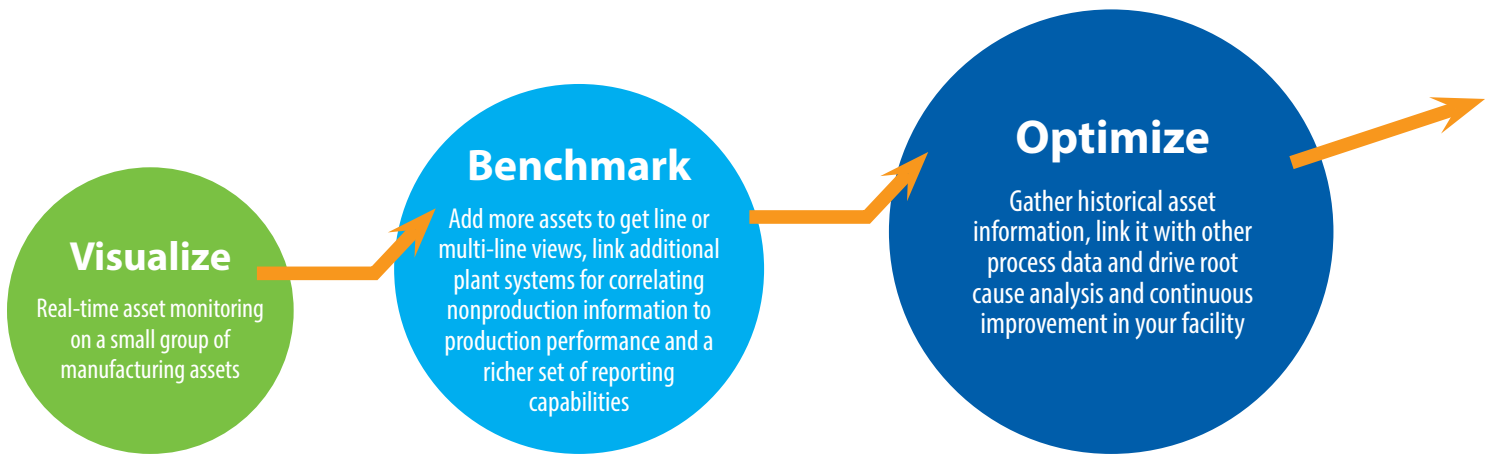 Visualize
Real-time asset monitoring
on a small group of
manufacturing assets
Benchmark
Add more assets to get line or
multi-line views, link additional
plant systems for correlating
nonproduction information to
production performance and a
richer set of reporting
capabilities
Optimize
Gather historical asset
information, link it with other
process data and drive root
cause analysis and continuous
improvement in your facility